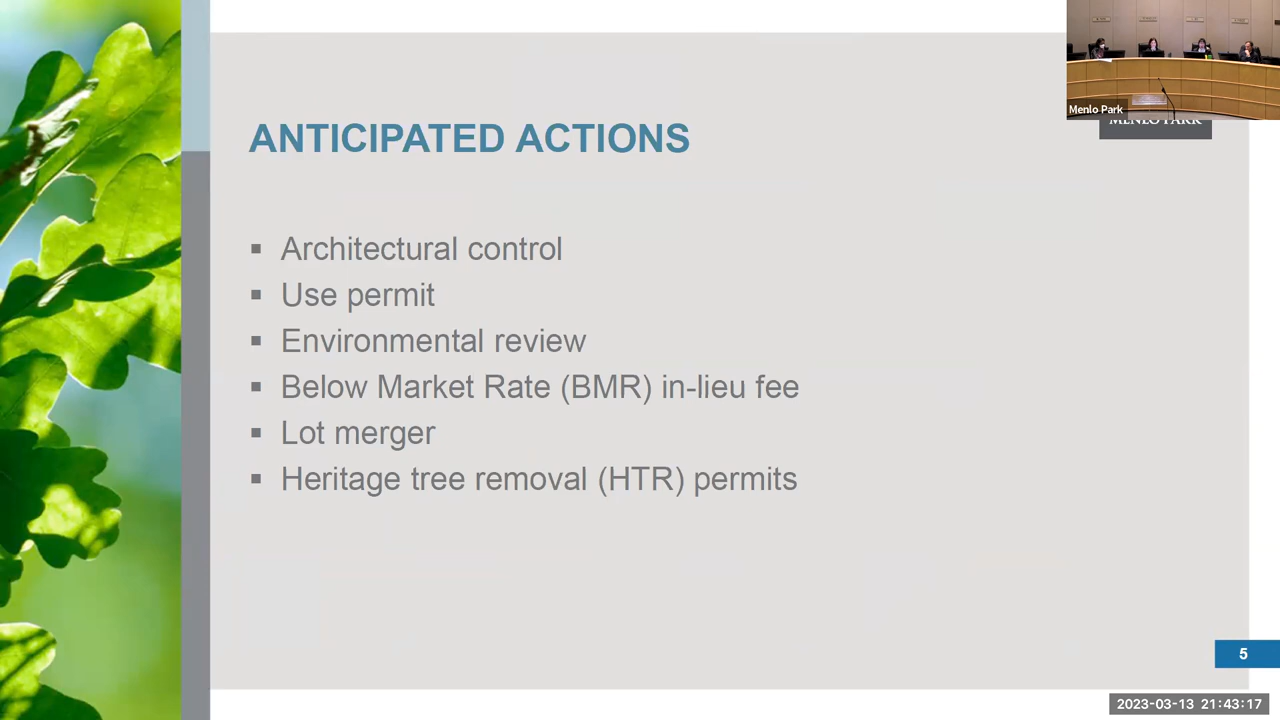 Menlo Park
MENLO PARK
ANTICIPATED ACTIONS
▪ Architectural control
▪ Use permit
▪ Environmental review
▪ Below Market Rate (BMR) in-lieu fee
▪ Lot merger
▪ Heritage tree removal (HTR) permits
5
2023-03-13 21:43:17